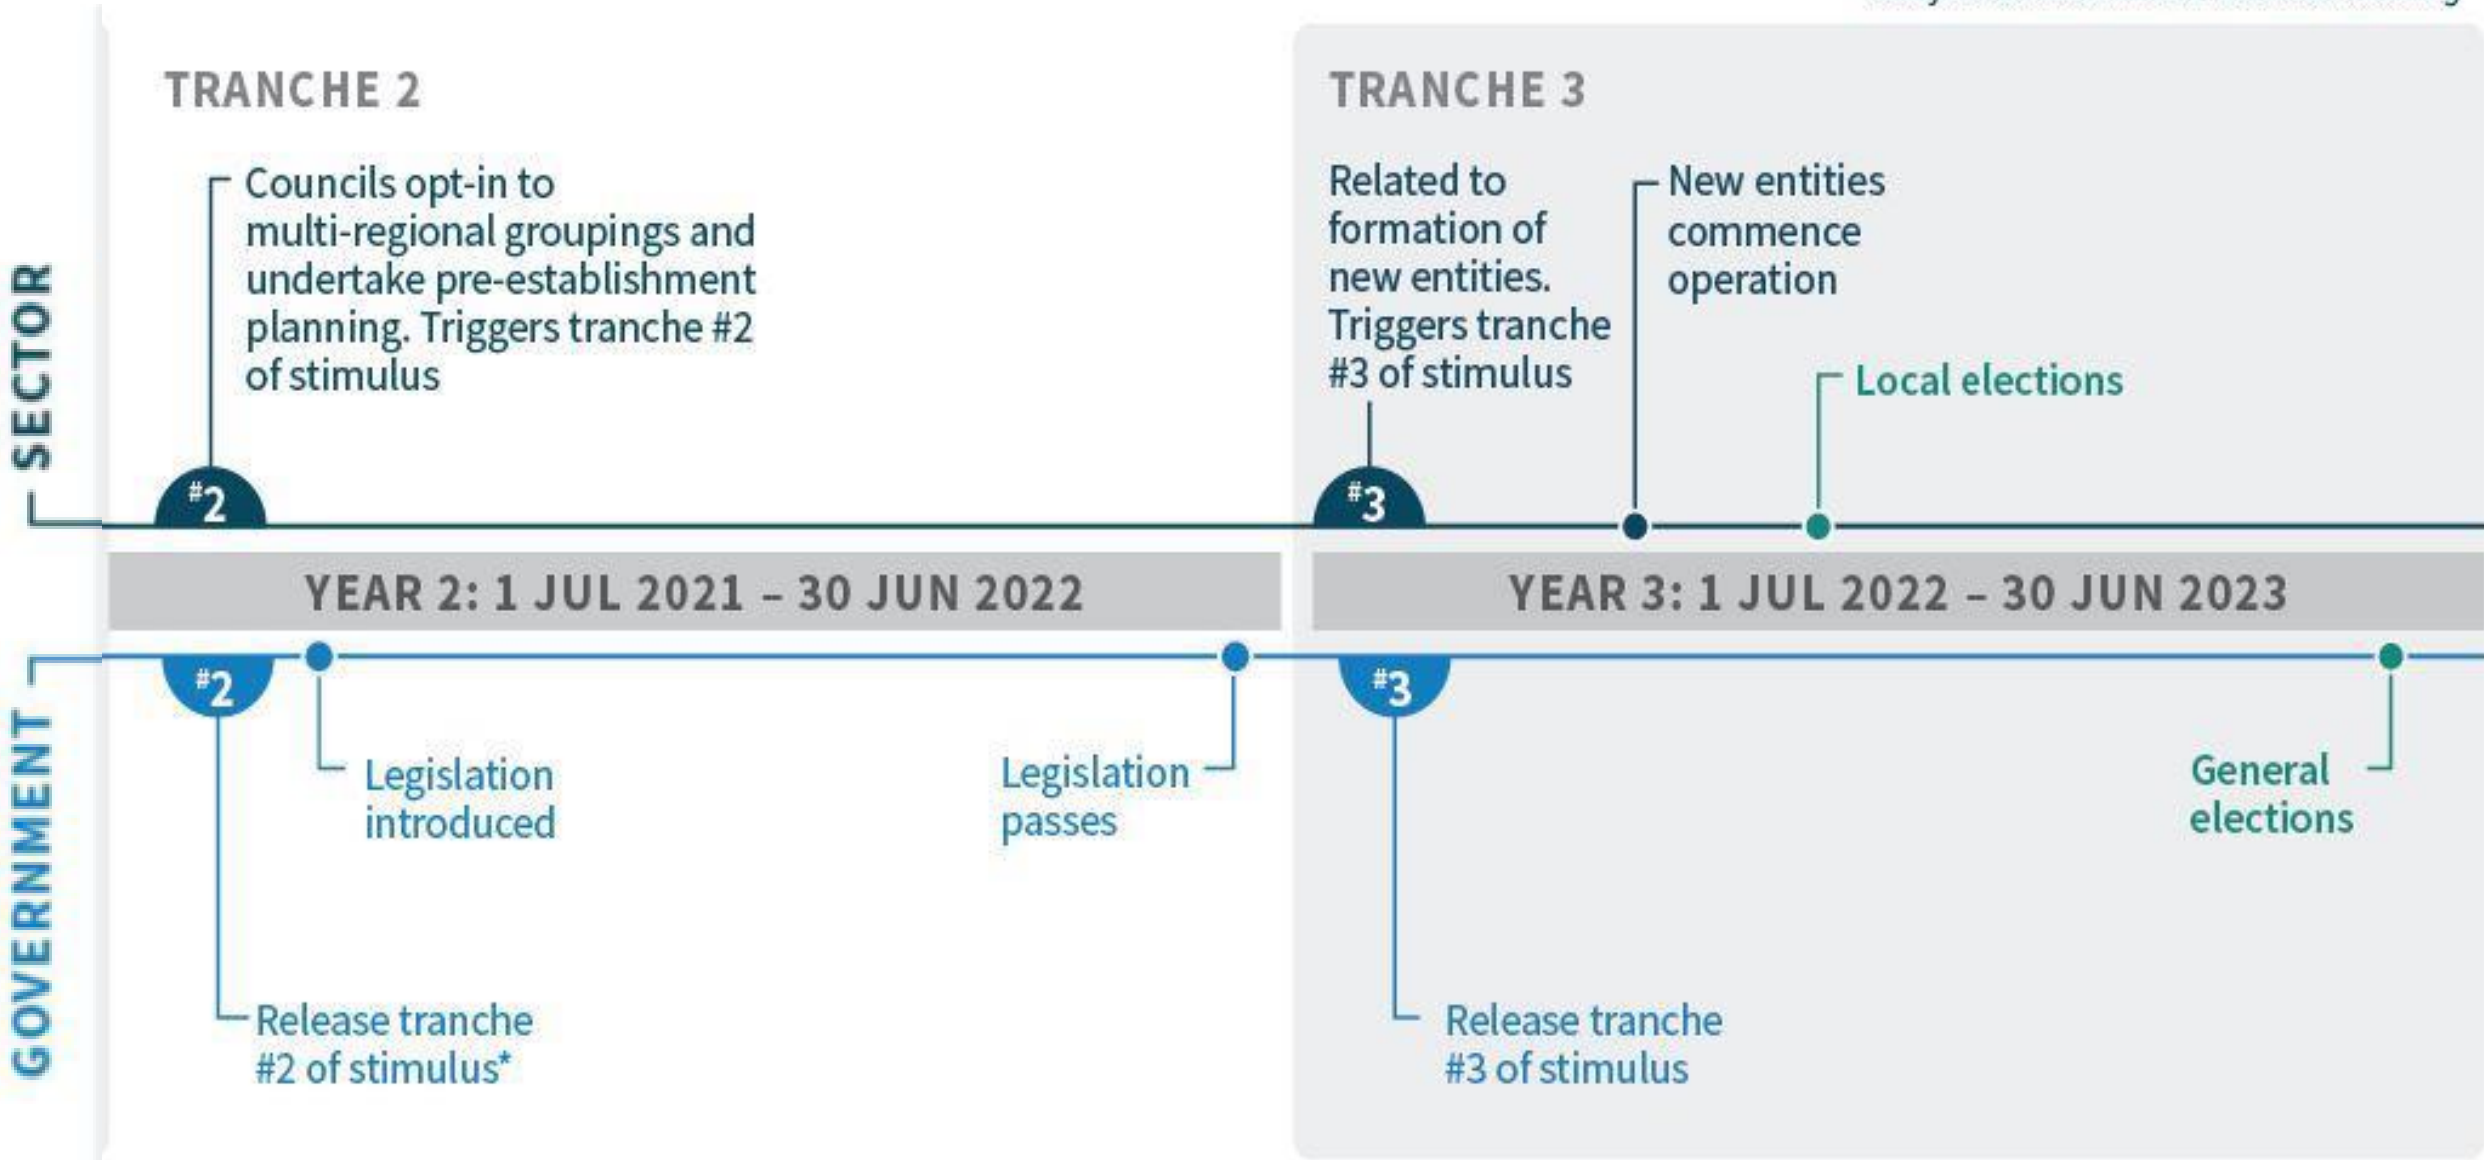 TRANCHE 2
Councils opt-in to
multi-regional groupings and
undertake pre-establishment
planning. Triggers tranche #2
of stimulus
TRANCHE 3
Related to
formation of
new entities.
Triggers tranche
#3 of stimulus
New entities
commence
operation
Local elections
SECTOR
#2
#3
YEAR 2: 1 JUL 2021 – 30 JUN 2022
YEAR 3: 1 JUL 2022 – 30 JUN 2023
GOVERNMENT
#2
#3
Legislation
introduced
Legislation
passes
General
elections
Release tranche
#2 of stimulus*
Release tranche
#3 of stimulus